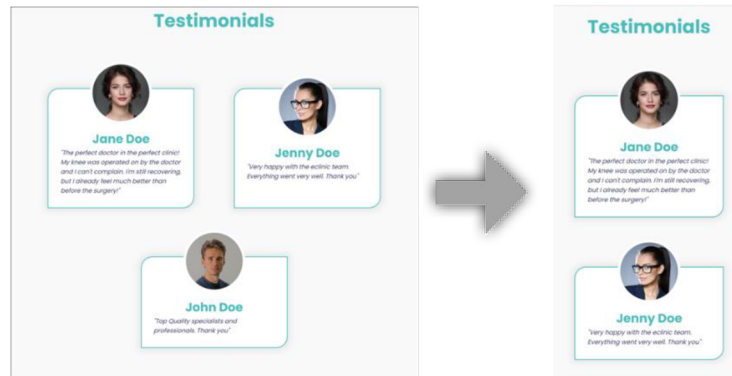 Testimonials
Jane Doe
"The perfect doctor in the perfect clinic!
My knee was operated on by the doctor
and I can't complain. I'm still recovering,
but I already feel much better than
before the surgery!"
Jenny Doe
"Very happy with the eclinic team.
Everything went very well. Thank you"
John Doe
"Top Quality specialists and
professionals. Thank you"
Testimonials
Jane Doe
"The perfect doctor in the perfect clinic!
My knee was operated on by the doctor
and I can't complain. I'm still recovering,
but I already feel much better than
before the surgery!"
Jenny Doe
"Very happy with the eclinic team.
Everything went very well. Thank you"